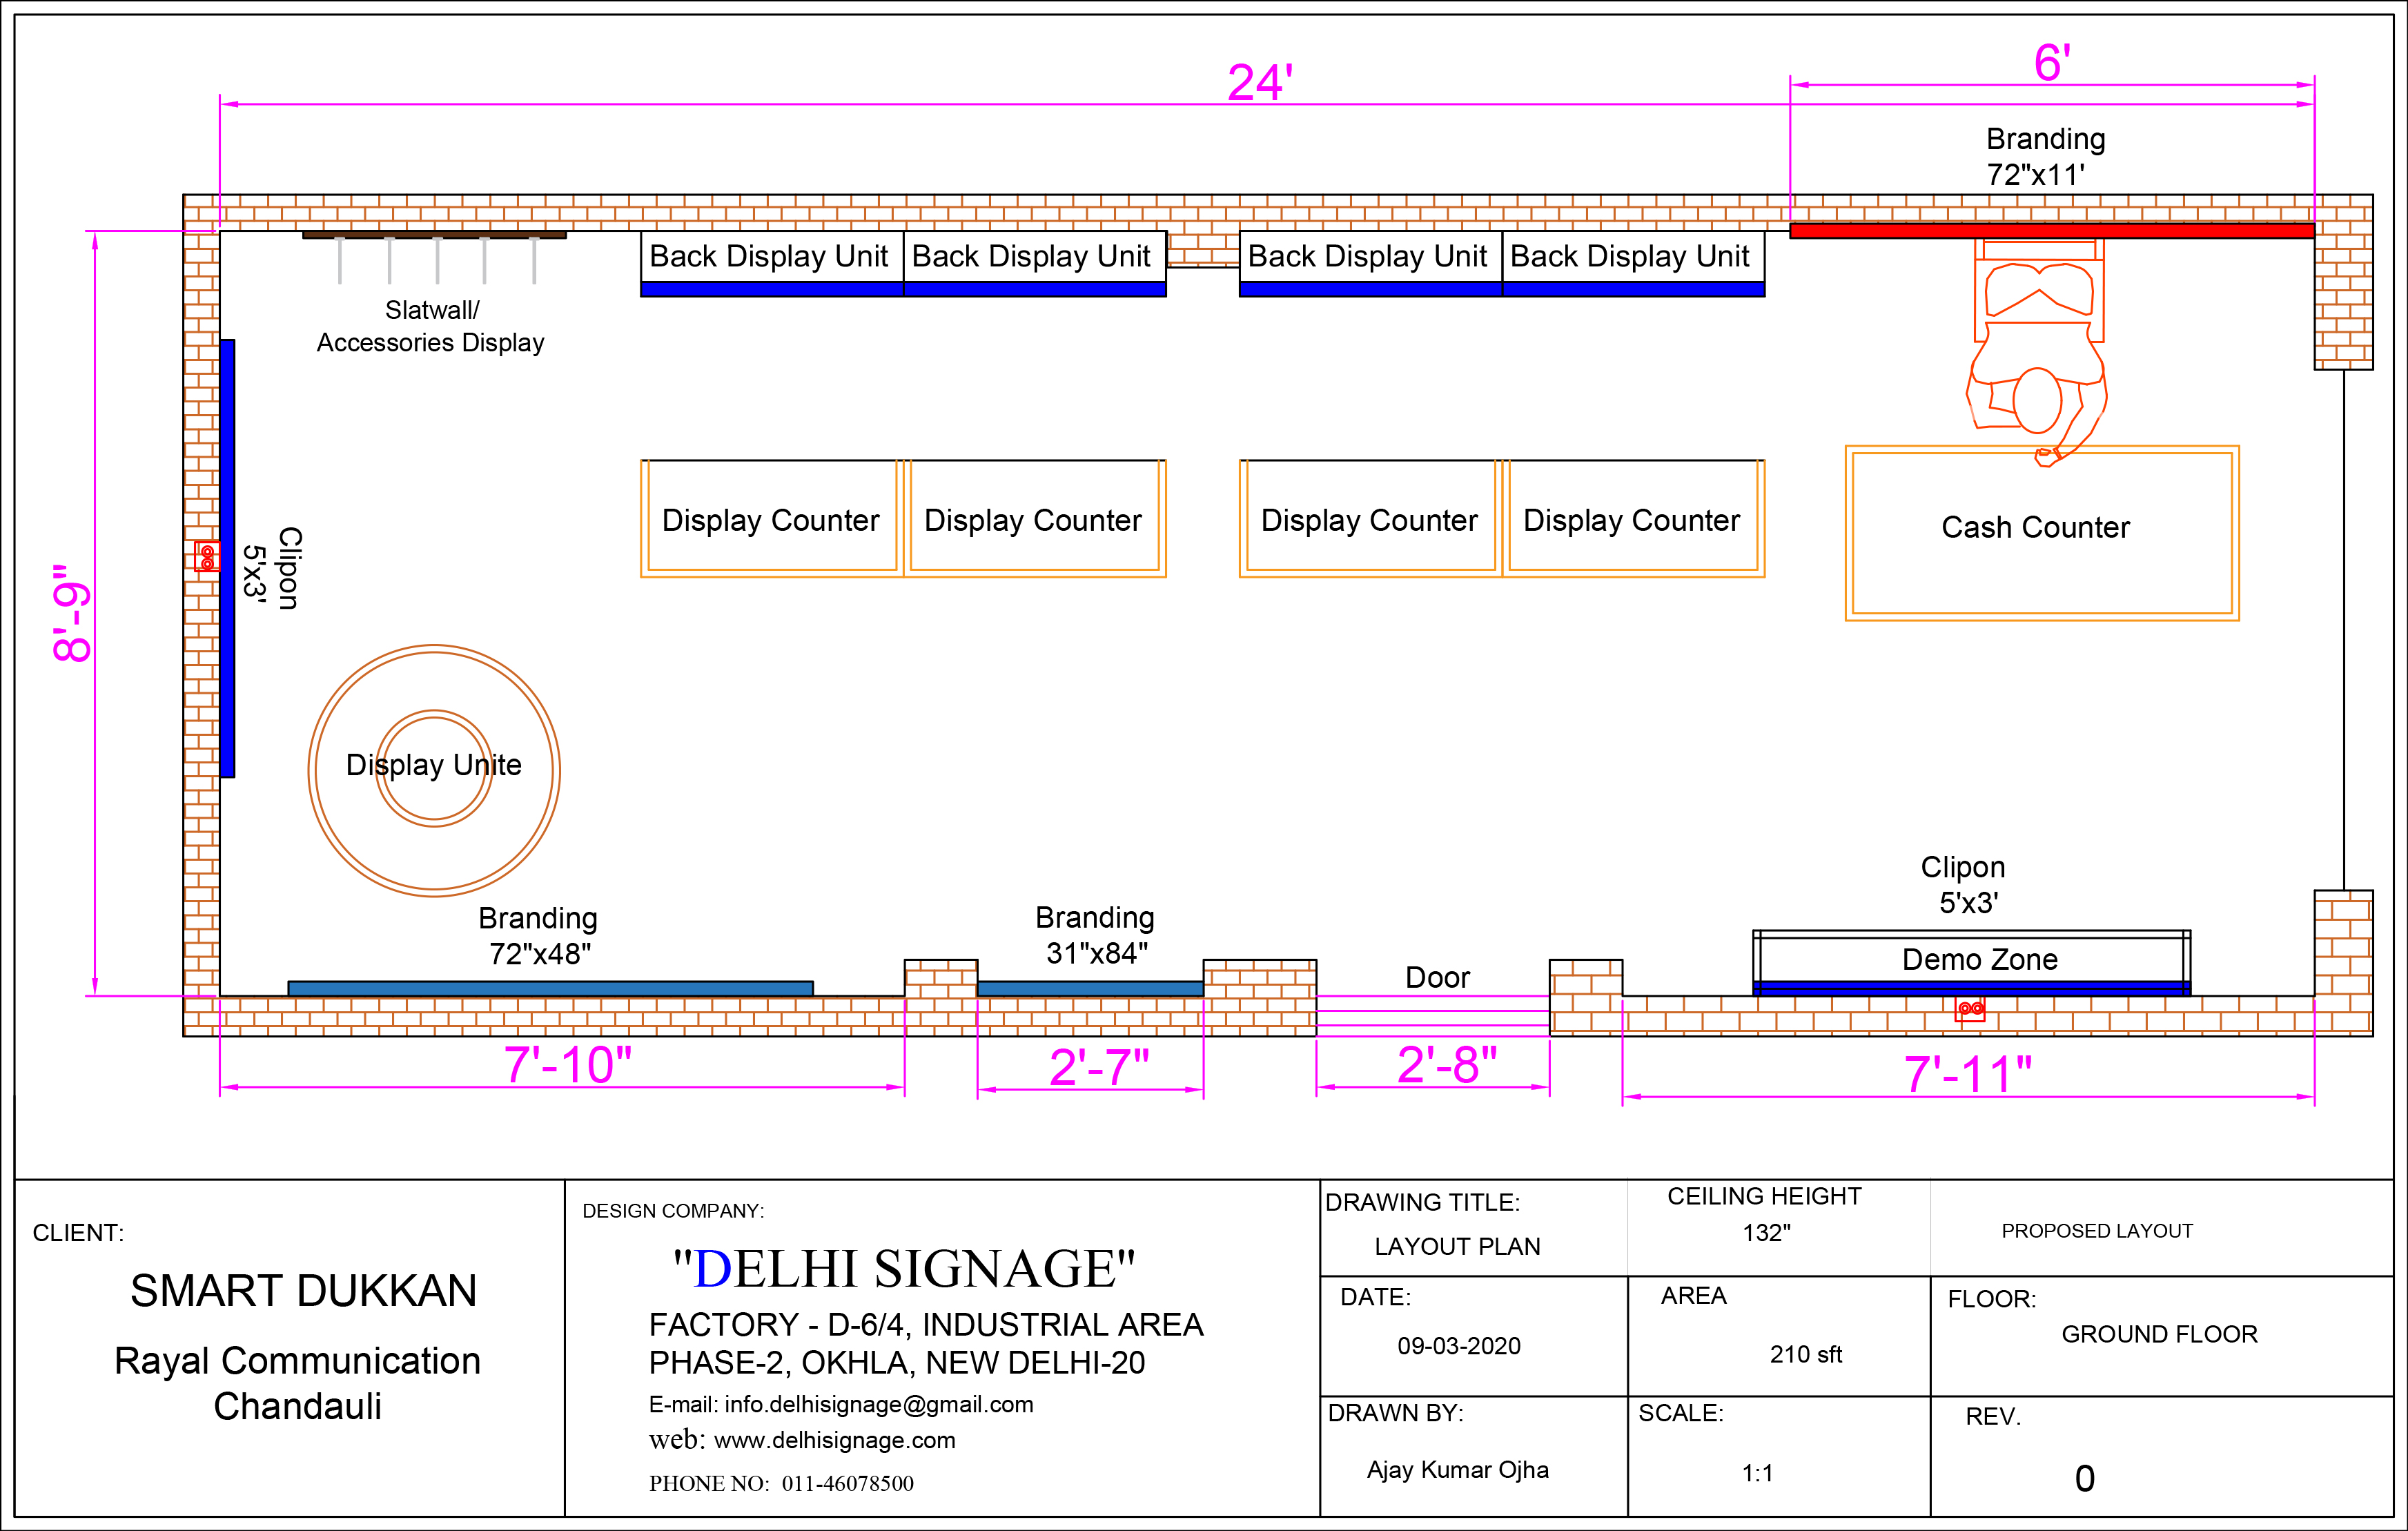 24'
6'
Branding
72"x11'
Back Display Unit
Back Display Unit
Back Display Unit
Back Display Unit
Slatwall/
Accessories Display
8'-9"
Clipon
5'x3'
Display Counter
Display Counter
Display Counter
Display Counter
Cash Counter
Display Unite
Branding
72"x48"
Branding
31"x84"
Door
Clipon
5'x3'
Demo Zone
7'-10"
2'-7"
2'-8"
7'-11"
CLIENT:
SMART DUKKAN
Rayal Communication
Chandauli
DESIGN COMPANY:
"DELHI SIGNAGE"
FACTORY - D-6/4, INDUSTRIAL AREA
PHASE-2, OKHLA, NEW DELHI-20
E-mail: info.delhisignage@gmail.com
web: www.delhisignage.com
PHONE NO: 011-46078500
DRAWING TITLE:
LAYOUT PLAN
CEILING HEIGHT
132"
PROPOSED LAYOUT
DATE:
09-03-2020
AREA
210 sft
FLOOR:
GROUND FLOOR
DRAWN BY:
Ajay Kumar Ojha
SCALE:
1:1
REV.
0